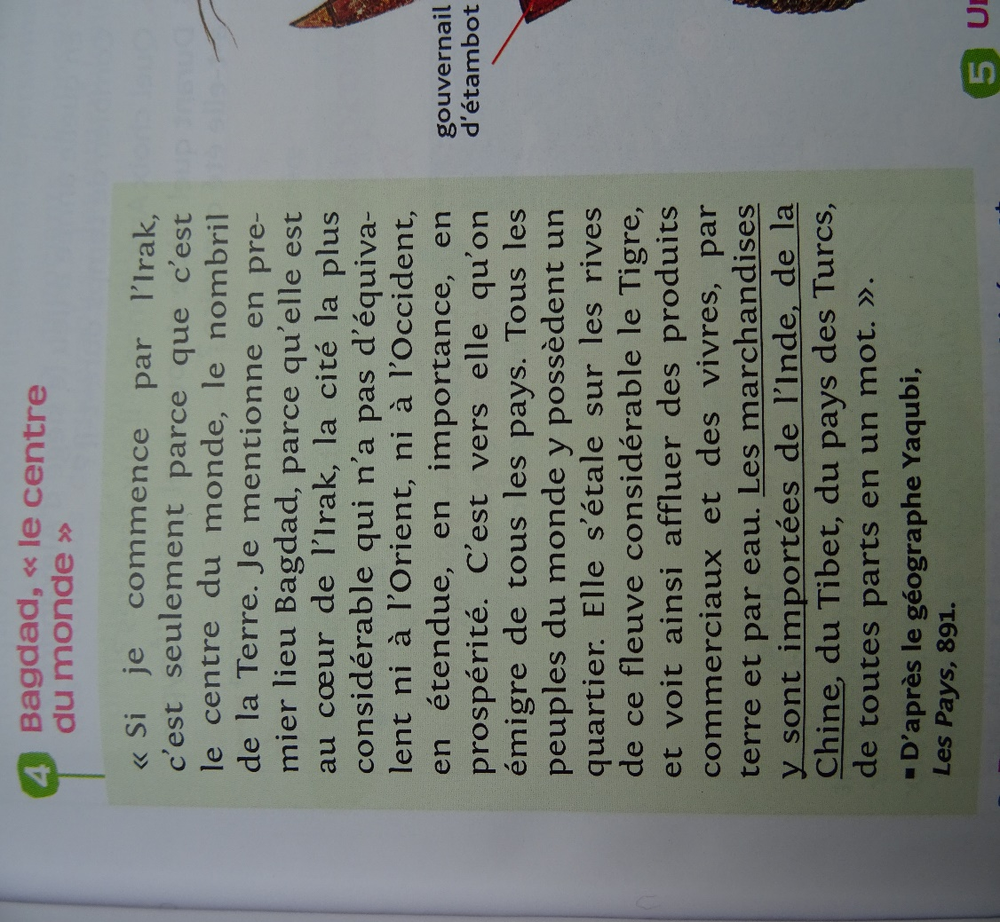 4 Bagdad, « le centre
du monde »
« Si je commence par l'Irak,
c'est seulement parce que c'est
le centre du monde, le nombril
de la Terre. Je mentionne en pre-
mier lieu Bagdad, parce qu'elle est
au cœur de l'Irak, la cité la plus
considérable qui n'a pas d'équiva-
lent ni à l'Orient, ni à l'Occident,
en étendue, en importance, en
prospérité. C'est vers elle qu'on
émigre de tous les pays. Tous les
peuples du monde y possèdent un
quartier. Elle s'étale sur les rives
de ce fleuve considérable le Tigre,
et voit ainsi affluer des produits
commerciaux et des vivres, par
terre et par eau. Les marchandises
y sont importées de l'Inde, de la
Chine, du Tibet, du pays des Turcs,
de toutes parts en un mot. ».
▪ D'après le géographe Yaqubi,
Les Pays, 891.
gouvernail
d'étambot
5